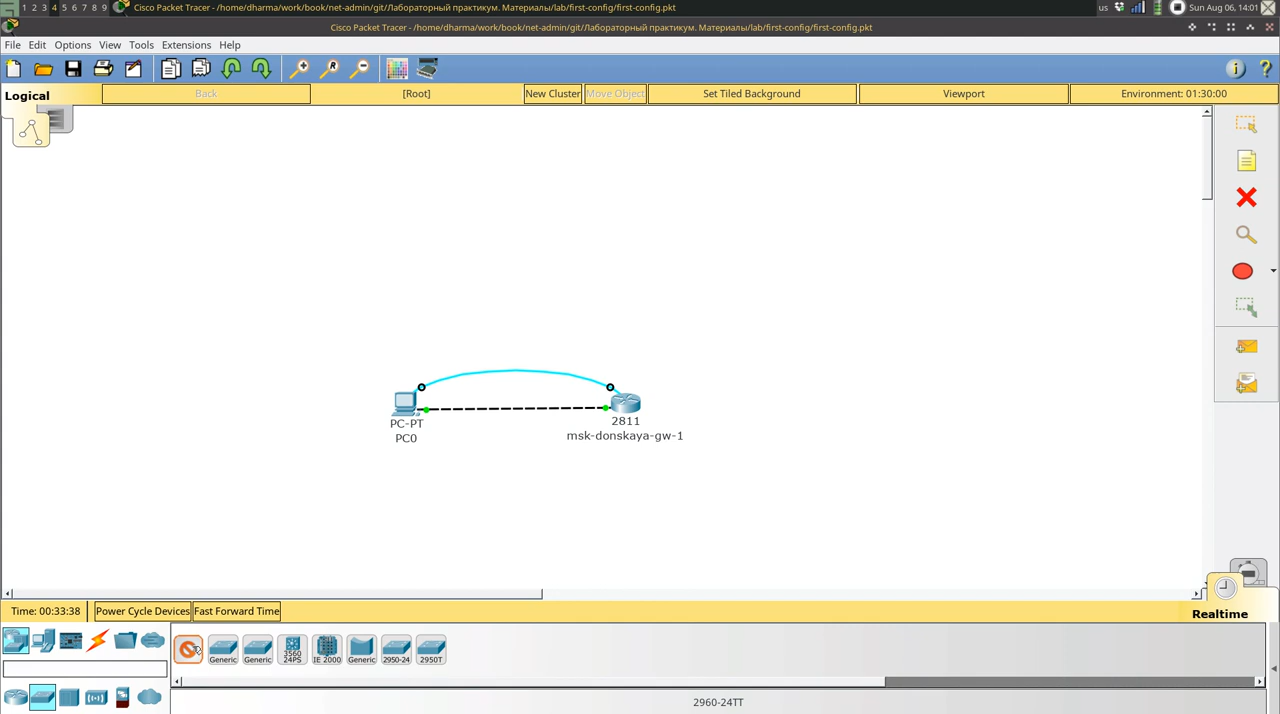 1 2 3 4 5 6 7 8 9 Cisco Packet Tracer - /home/dharma/work/book/net-admin/git/Лабораторный практикум. Материалы/lab/first-config/first-config.pkt us Sun Aug 06, 14:01
Cisco Packet Tracer - /home/dharma/work/book/net-admin/git/Лабораторный практикум. Материалы/lab/first-config/first-config.pkt
File Edit Options View Tools Extensions Help
Logical Back [Root] New Cluster Move Object Set Tiled Background Viewport Environment: 01:30:00
PC-PT
PC0
2811
msk-donskaya-gw-1
Time: 00:33:38 Power Cycle Devices Fast Forward Time Realtime
Generic Generic 3560 24PS IE 2000 Generic 2950-24 2950T
2960-24TT